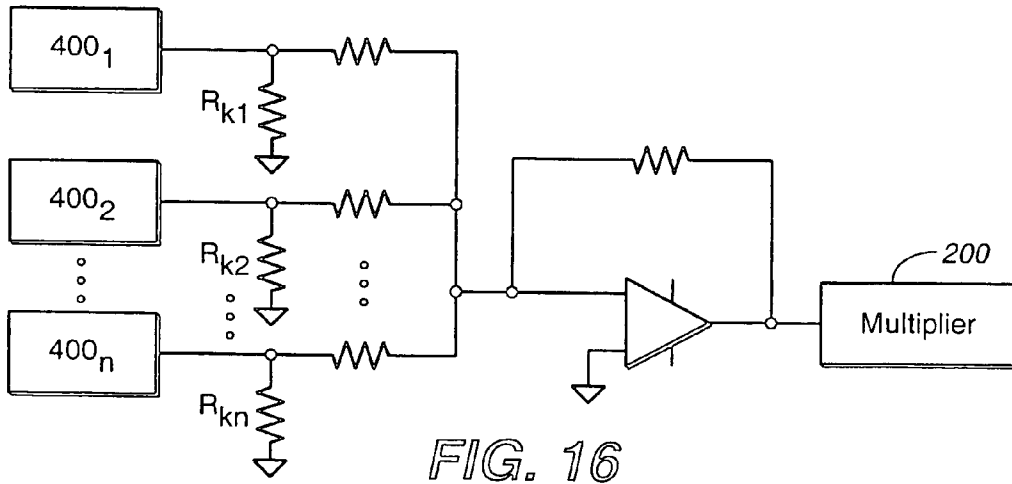 400₁
R_k1
400₂
R_k2
200
Multiplier
400ₙ
R_kn
FIG. 16